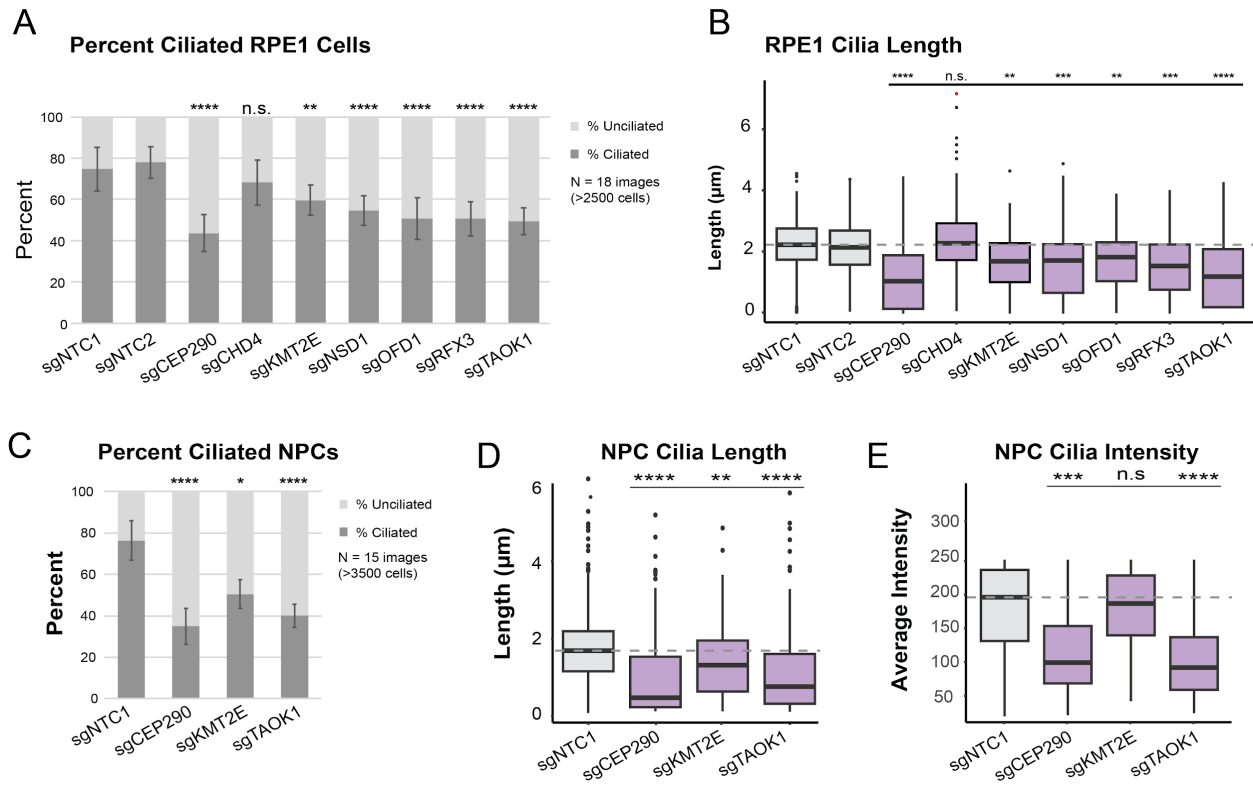 A
Percent Ciliated RPE1 Cells
**** n.s. ** **** **** **** ****
Percent
100
80
60
40
20
0
sgNTC1 sgNTC2 sgCEP290 sgCHD4 sgKMT2E sgNSD1 sgOFD1 sgRFX3 sgTAOK1
% Unciliated
% Ciliated
N = 18 images
(>2500 cells)
B
RPE1 Cilia Length
**** n.s. ** *** ** *** ****
Length (µm)
6
4
2
0
sgNTC1 sgNTC2 sgCEP290 sgCHD4 sgKMT2E sgNSD1 sgOFD1 sgRFX3 sgTAOK1
C
Percent Ciliated NPCs
**** * ****
Percent
100
80
60
40
20
0
sgNTC1 sgCEP290 sgKMT2E sgTAOK1
% Unciliated
% Ciliated
N = 15 images
(>3500 cells)
D
NPC Cilia Length
**** ** ****
Length (µm)
6
4
2
0
sgNTC1 sgCEP290 sgKMT2E sgTAOK1
E
NPC Cilia Intensity
*** n.s ****
Average Intensity
300
250
200
150
100
50
sgNTC1 sgCEP290 sgKMT2E sgTAOK1